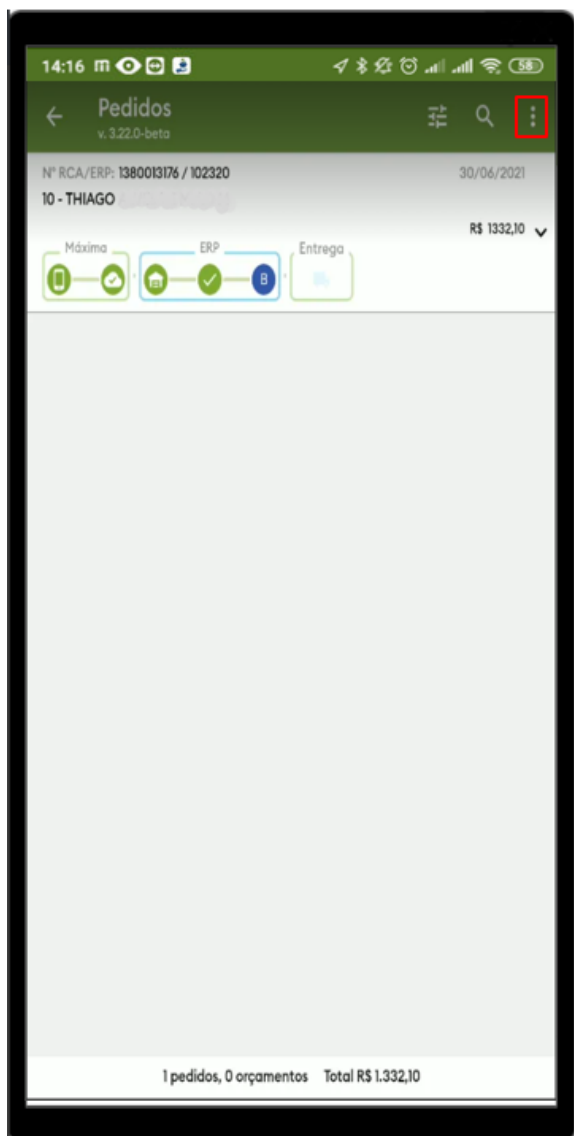 14:16 m 58
Pedidos
v. 3.22.0-beta
Nº RCA/ERP: 1380013176 / 102320 30/06/2021
10 - THIAGO
R$ 1332,10
Máxima ERP Entrega
B
1 pedidos, 0 orçamentos Total R$ 1.332,10